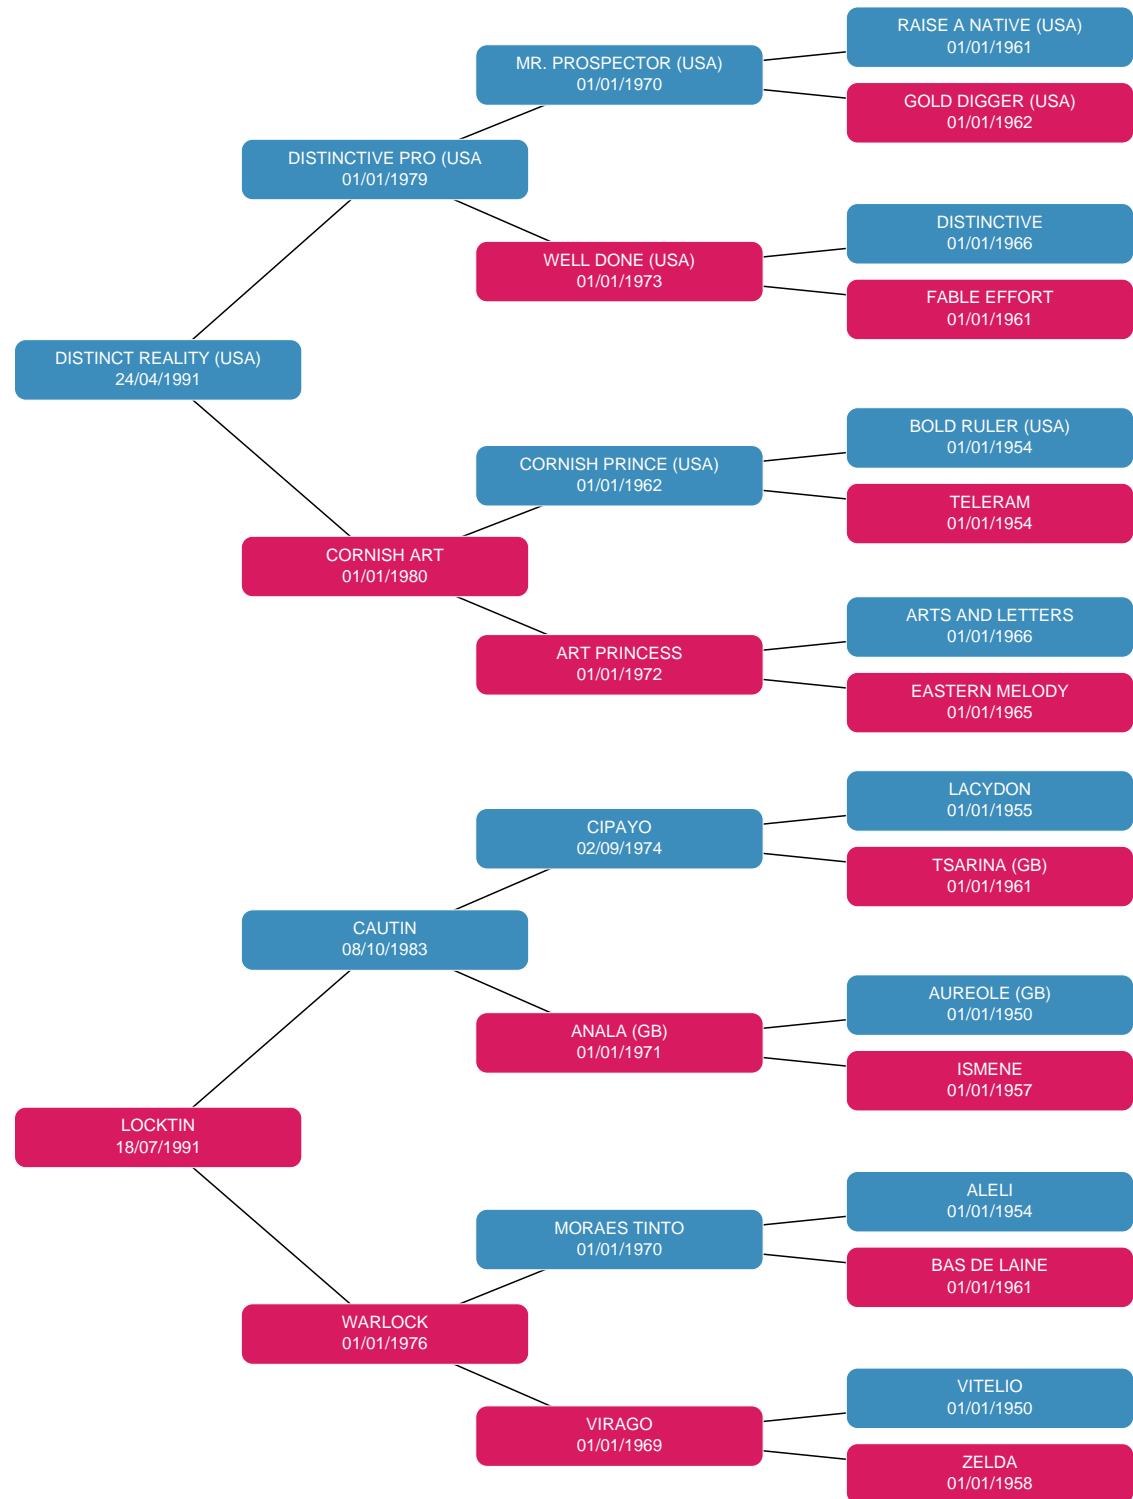 RAISE A NATIVE (USA)
01/01/1961
MR. PROSPECTOR (USA)
01/01/1970
GOLD DIGGER (USA)
01/01/1962
DISTINCTIVE PRO (USA
01/01/1979
DISTINCTIVE
01/01/1966
WELL DONE (USA)
01/01/1973
FABLE EFFORT
01/01/1961
DISTINCT REALITY (USA)
24/04/1991
BOLD RULER (USA)
01/01/1954
CORNISH PRINCE (USA)
01/01/1962
TELERAM
01/01/1954
CORNISH ART
01/01/1980
ARTS AND LETTERS
01/01/1966
ART PRINCESS
01/01/1972
EASTERN MELODY
01/01/1965
LACYDON
01/01/1955
CIPAYO
02/09/1974
TSARINA (GB)
01/01/1961
CAUTIN
08/10/1983
AUREOLE (GB)
01/01/1950
ANALA (GB)
01/01/1971
ISMENE
01/01/1957
LOCKTIN
18/07/1991
ALELI
01/01/1954
MORAES TINTO
01/01/1970
BAS DE LAINE
01/01/1961
WARLOCK
01/01/1976
VITELIO
01/01/1950
VIRAGO
01/01/1969
ZELDA
01/01/1958